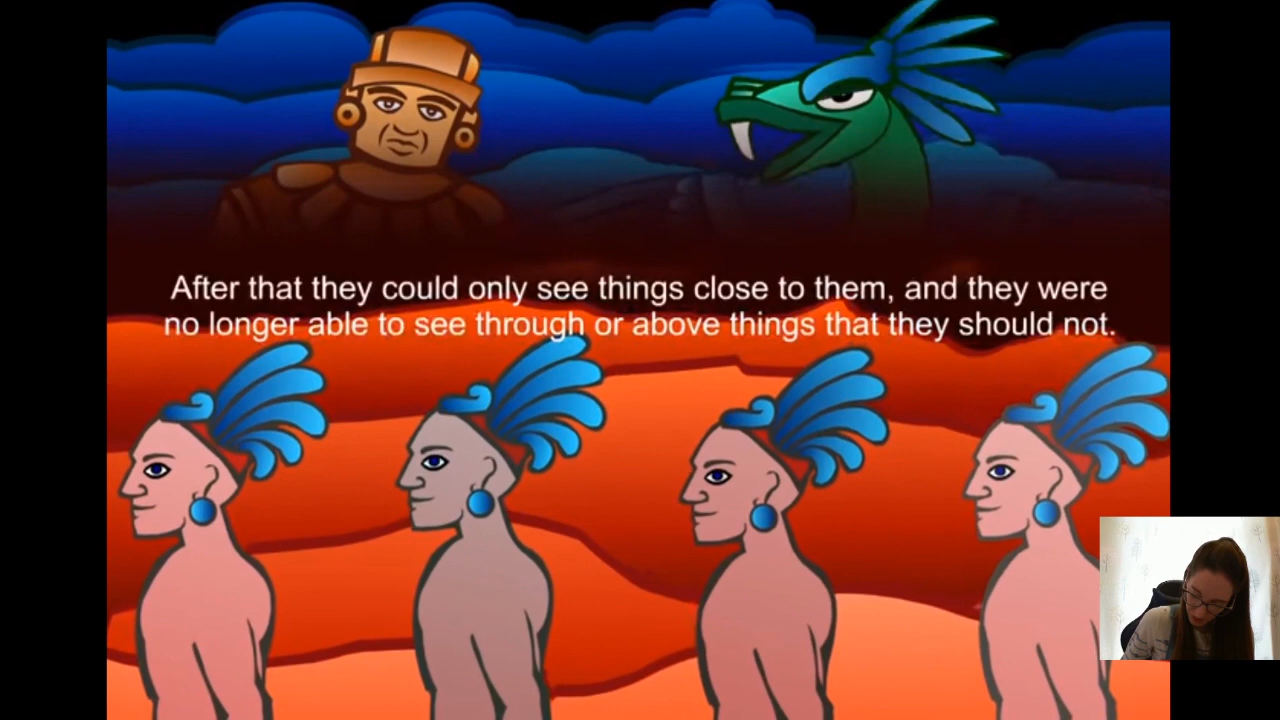 After that they could only see things close to them, and they were
no longer able to see through or above things that they should not.